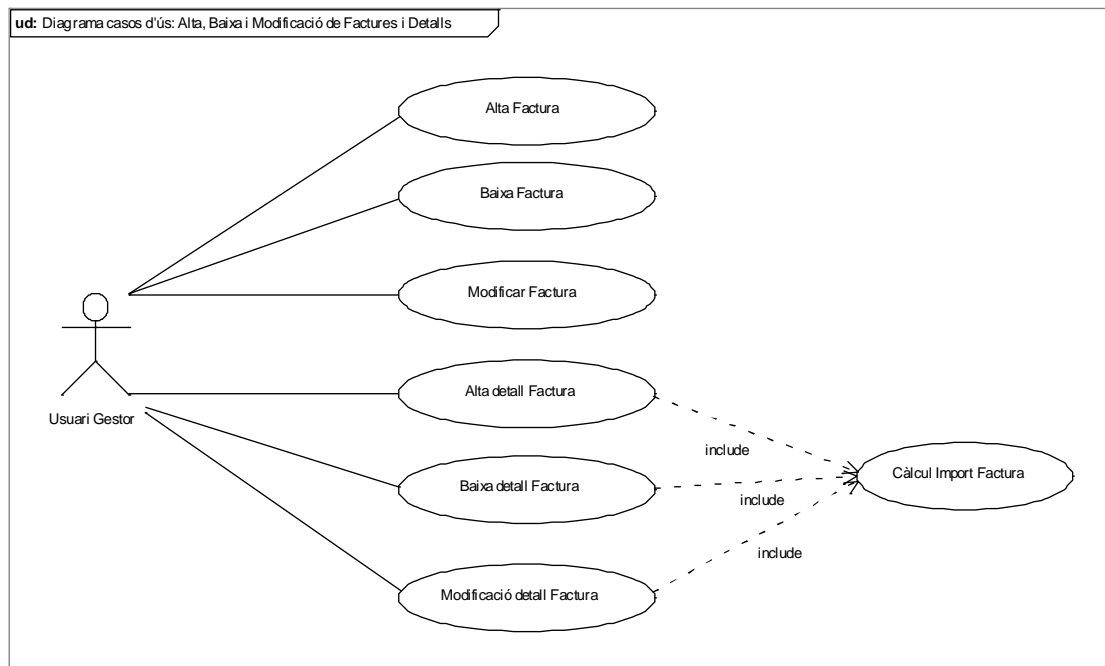 ud: Diagrama casos d'ús: Alta, Baixa i Modificació de Factures i Detalls
Alta Factura
Baixa Factura
Modificar Factura
Alta detall Factura
Usuari Gestor
include
Càlcul Import Factura
Baixa detall Factura
include
include
Modificació detall Factura